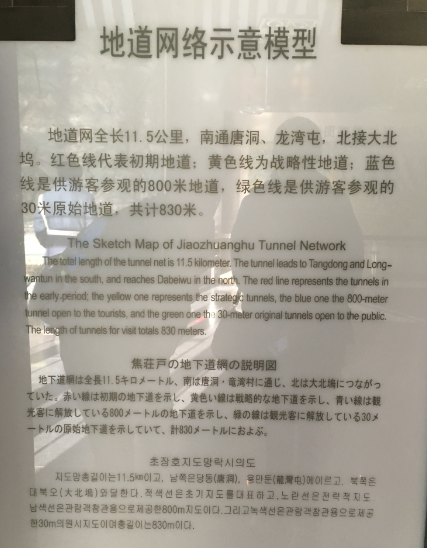 地道网络示意模型
地道网全长11.5公里，南通唐洞、龙湾屯，北接大北
坞。红色线代表初期地道；黄色线为战略性地道；蓝色
线是供游客参观的800米地道，绿色线是供游客参观的
30米原始地道，共计830米。
The Sketch Map of Jiaozhuanghu Tunnel Network
The total length of the tunnel net is 11.5 kilometer. The tunnel leads to Tangdong and Long-
wantun in the south, and reaches Dabeiwu in the north. The red line represents the tunnels in
the early period; the yellow one represents the strategic tunnels, the blue one the 800-meter
tunnel open to the tourists, and the green one the 30-meter original tunnels open to the public.
The length of tunnels for visit totals 830 meters.
焦荘戸の地下道網の説明図
地下道網は全長11.5キロメートル、南は唐洞・竜湾村に通じ、北は大北塢につながっ
ていた。赤い線は初期の地下道を示し、黄色い線は戦略的な地下道を示し、青い線は観
光客に解放している800メートルの地下道を示し、緑の線は観光客に解放している30メ
ートルの原始地下道を示していて、計830メートルにおよぶ。
초장호지도망락시의도
지도망총길이는11.5㎞이고, 남쪽은당동(唐洞), 용만둔(龍灣屯)에이르고, 북쪽은
대북오(大北塢)와닿한다.적색선은초기지도를대표하고,노란선은전략적지도
남색선은관람객참관용으로제공한800m지도이다.그리고녹색선은관람객참관용으로제공
한30m의원시지도이며총길이는830m이다.